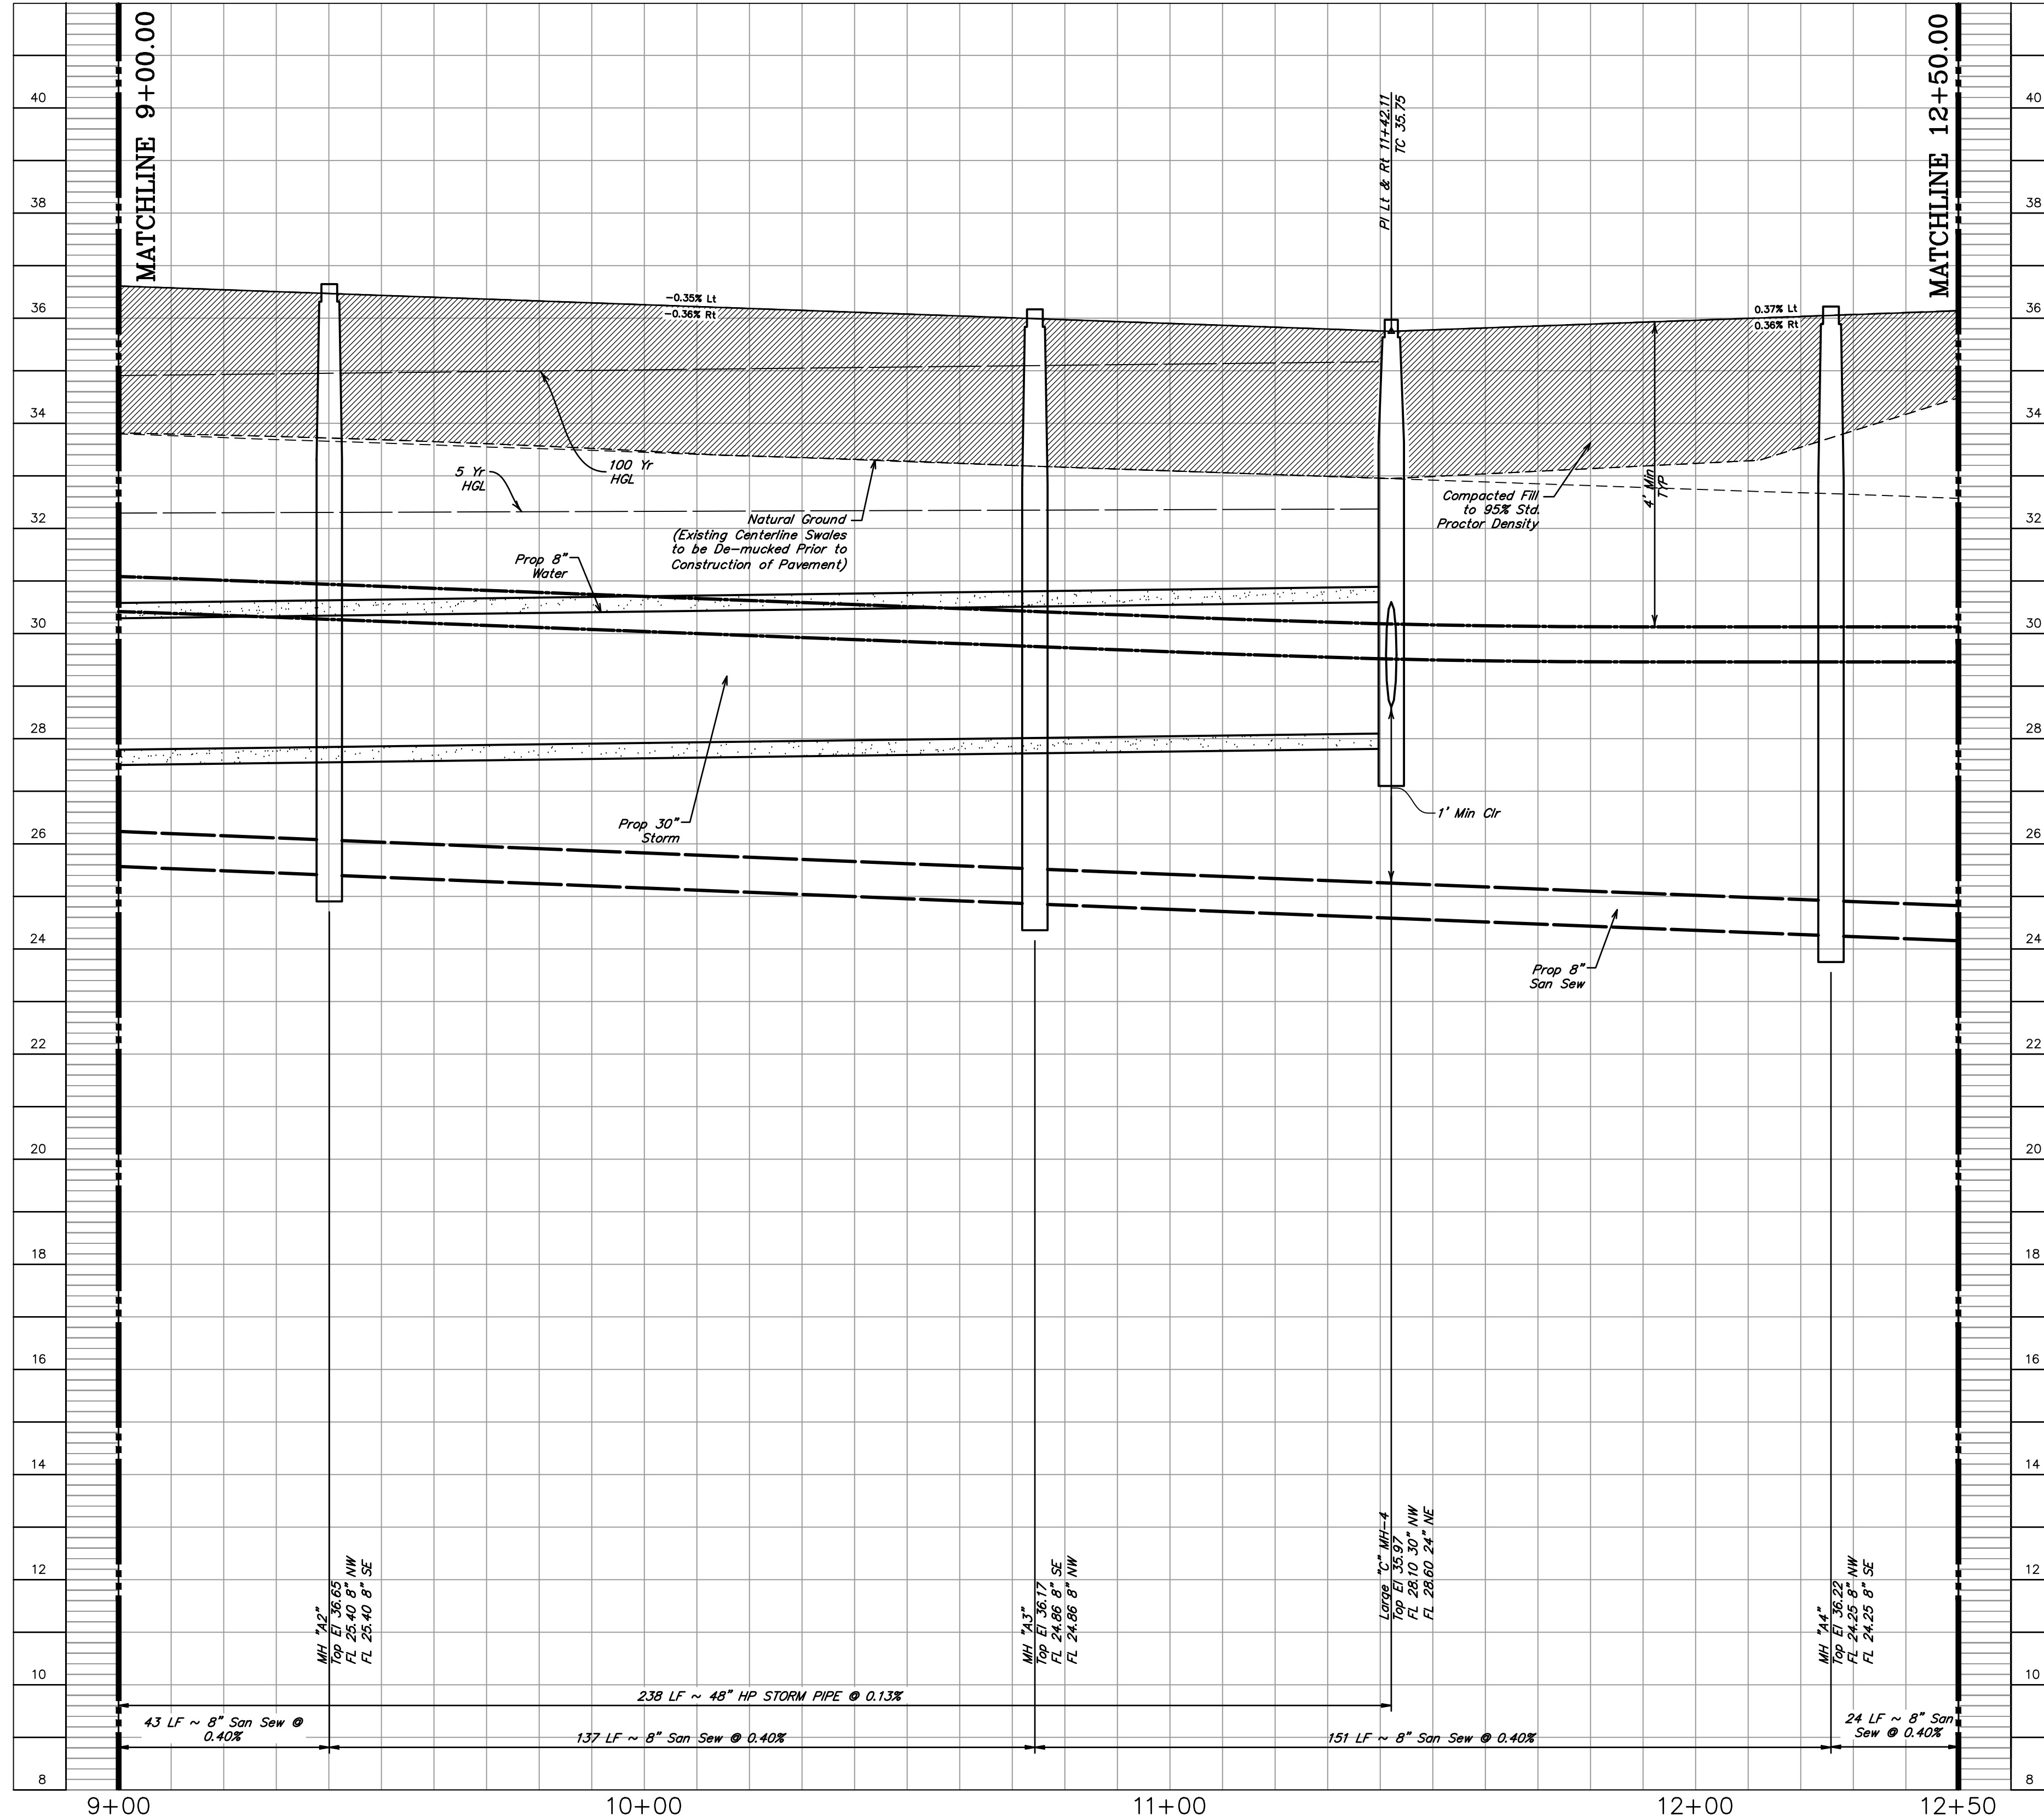 MATCHLINE 9+00.00
MATCHLINE 12+50.00
PI Lt & Rt 11+42.11
TC 35.75
40
40
38
38
36
36
34
34
32
32
30
30
28
28
26
26
24
24
22
22
20
20
18
18
16
16
14
14
12
12
10
10
8
8
-0.35% Lt
-0.36% Rt
0.37% Lt
0.36% Rt
100 Yr
HGL
5 Yr
HGL
Natural Ground
(Existing Centerline Swales
to be De-mucked Prior to
Construction of Pavement)
Compacted Fill
to 95% Std.
Proctor Density
4' Min
TYP
Prop 8"
Water
Prop 30"
Storm
1' Min Clr
Prop 8"
San Sew
MH "A2"
Top El 36.65
FL 25.40 8" NW
FL 25.40 8" SE
MH "A3"
Top El 36.17
FL 24.86 8" SE
FL 24.86 8" NW
Large "C" MH-4
Top El 35.97
FL 28.10 30" NW
FL 28.60 24" NE
MH "A4"
Top El 36.22
FL 24.25 8" NW
FL 24.25 8" SE
238 LF ~ 48" HP STORM PIPE @ 0.13%
43 LF ~ 8" San Sew @
0.40%
137 LF ~ 8" San Sew @ 0.40%
151 LF ~ 8" San Sew @ 0.40%
24 LF ~ 8" San
Sew @ 0.40%
9+00
10+00
11+00
12+00
12+50